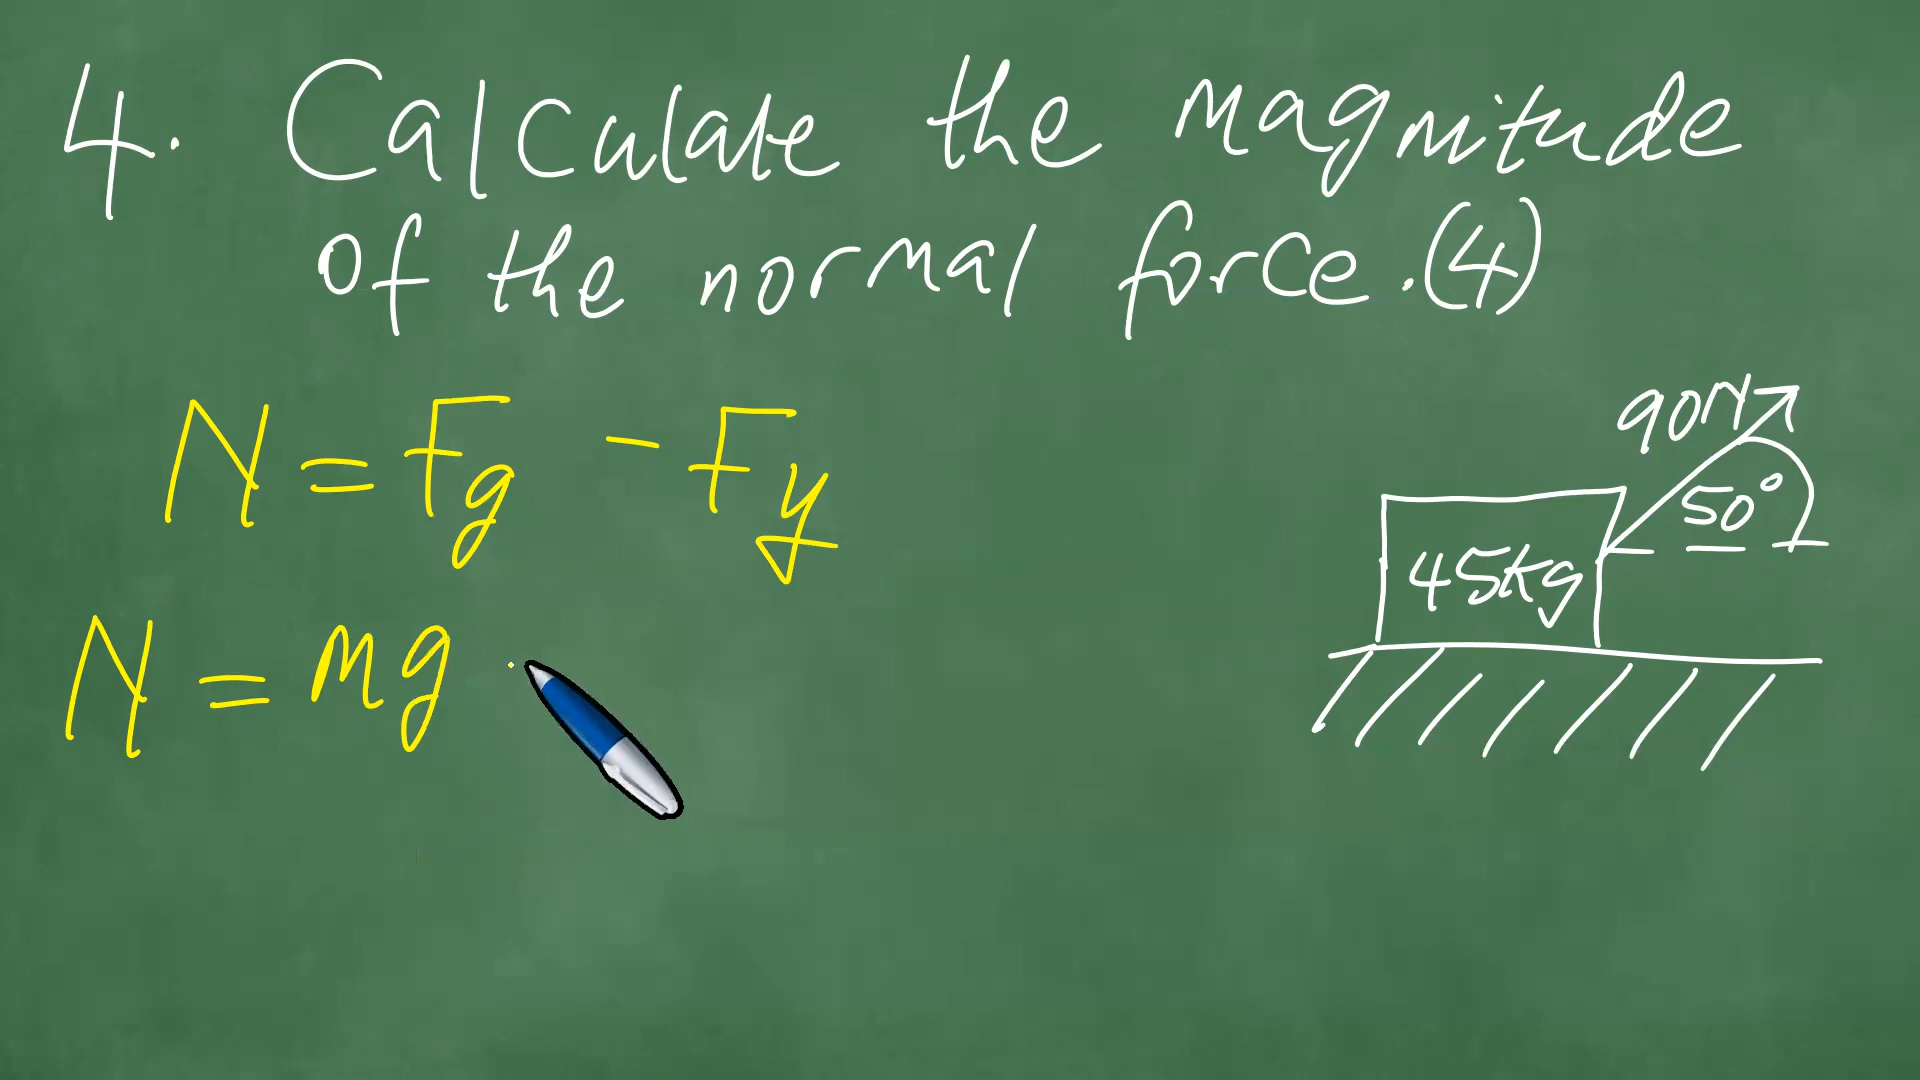 4. Calculate the magnitude
of the normal force. (4)
N = Fg - Fy
90N
50°
45kg
N = mg